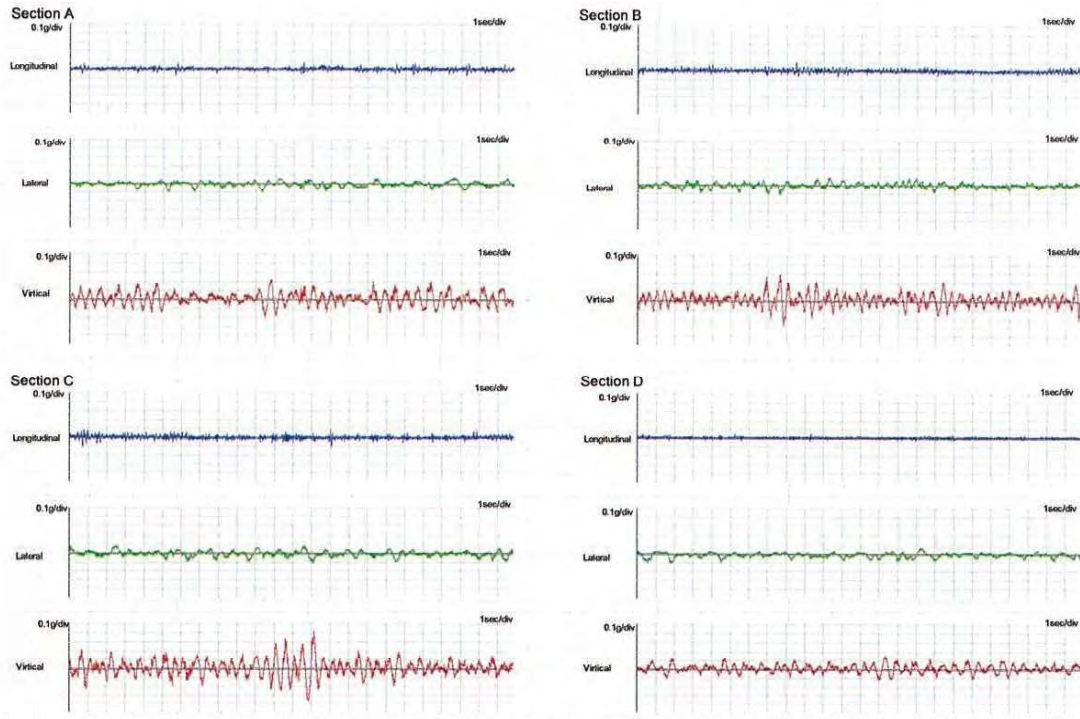 Section A
0.1g/div
1sec/div
Longitudinal
0.1g/div
1sec/div
Lateral
0.1g/div
1sec/div
Virtical
Section B
0.1g/div
1sec/div
Longitudinal
0.1g/div
1sec/div
Lateral
0.1g/div
1sec/div
Virtical
Section C
0.1g/div
1sec/div
Longitudinal
0.1g/div
1sec/div
Lateral
0.1g/div
1sec/div
Virtical
Section D
0.1g/div
1sec/div
Longitudinal
0.1g/div
1sec/div
Lateral
0.1g/div
1sec/div
Virtical